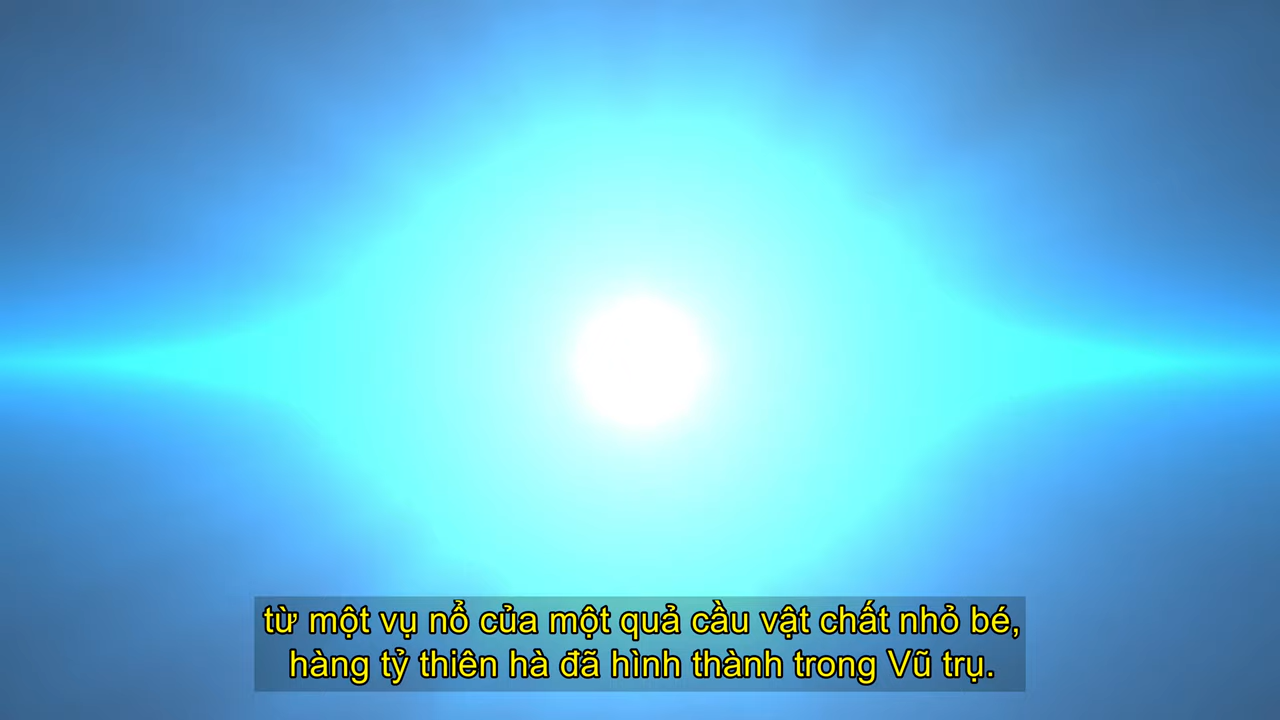 từ một vụ nổ của một quả cầu vật chất nhỏ bé,
hàng tỷ thiên hà đã hình thành trong Vũ trụ.